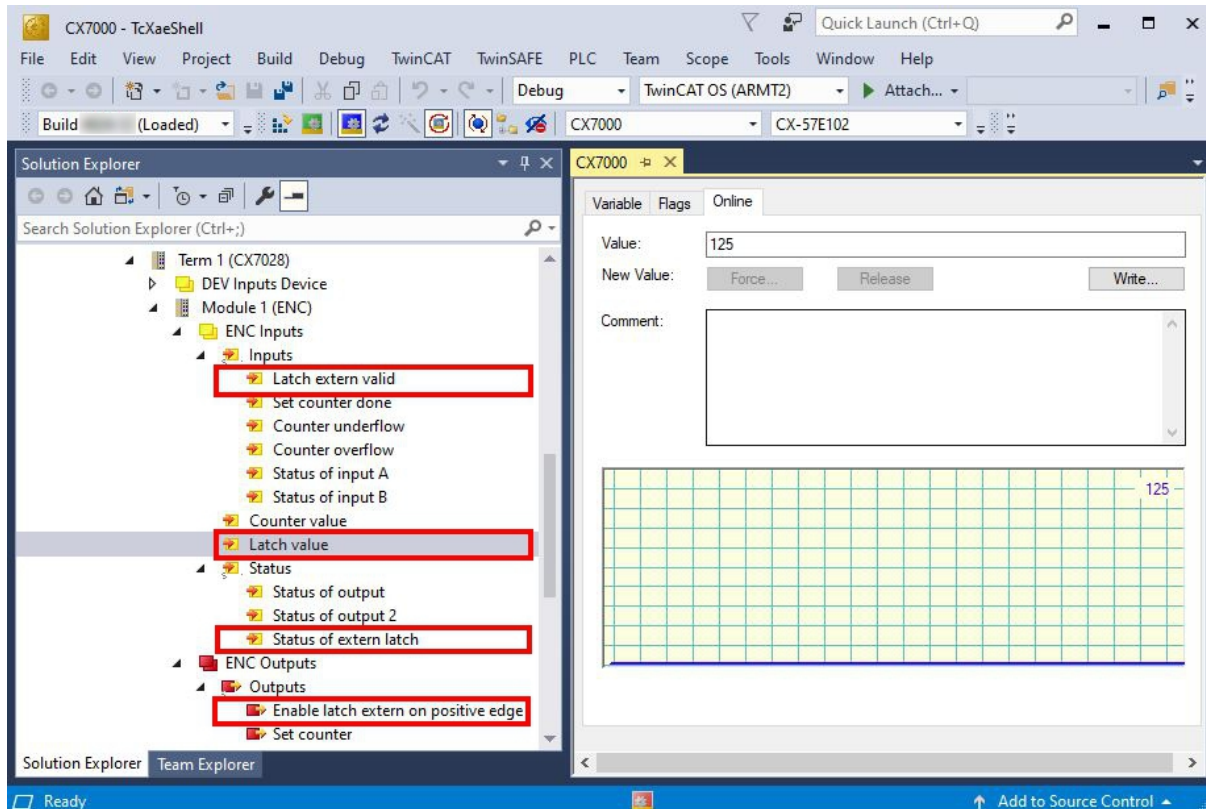 CX7000 - TcXaeShell
Quick Launch (Ctrl+Q)
File Edit View Project Build Debug TwinCAT TwinSAFE PLC Team Scope Tools Window Help
Debug TwinCAT OS (ARMT2) Attach...
Build (Loaded) CX7000 CX-57E102
Solution Explorer
Search Solution Explorer (Ctrl+;)
Term 1 (CX7028)
DEV Inputs Device
Module 1 (ENC)
ENC Inputs
Inputs
Latch extern valid
Set counter done
Counter underflow
Counter overflow
Status of input A
Status of input B
Counter value
Latch value
Status
Status of output
Status of output 2
Status of extern latch
ENC Outputs
Outputs
Enable latch extern on positive edge
Set counter
Solution Explorer Team Explorer
CX7000
Variable Flags Online
Value: 125
New Value: Force... Release Write...
Comment:
125
Ready Add to Source Control